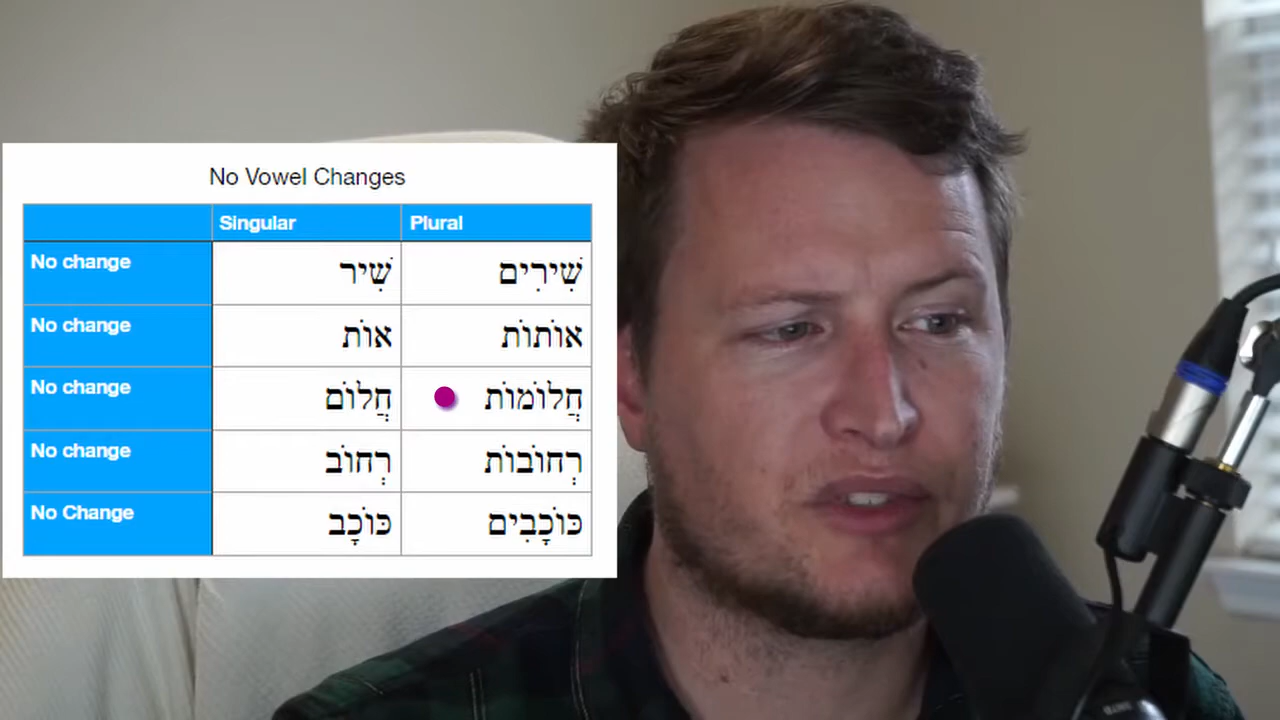 No Vowel Changes
Singular Plural
No change שִׁיר שִׁירִים
No change אוֹת אוֹתוֹת
No change חֲלוֹם חֲלוֹמוֹת
No change רְחוֹב רְחוֹבוֹת
No Change כּוֹכָב כּוֹכָבִים